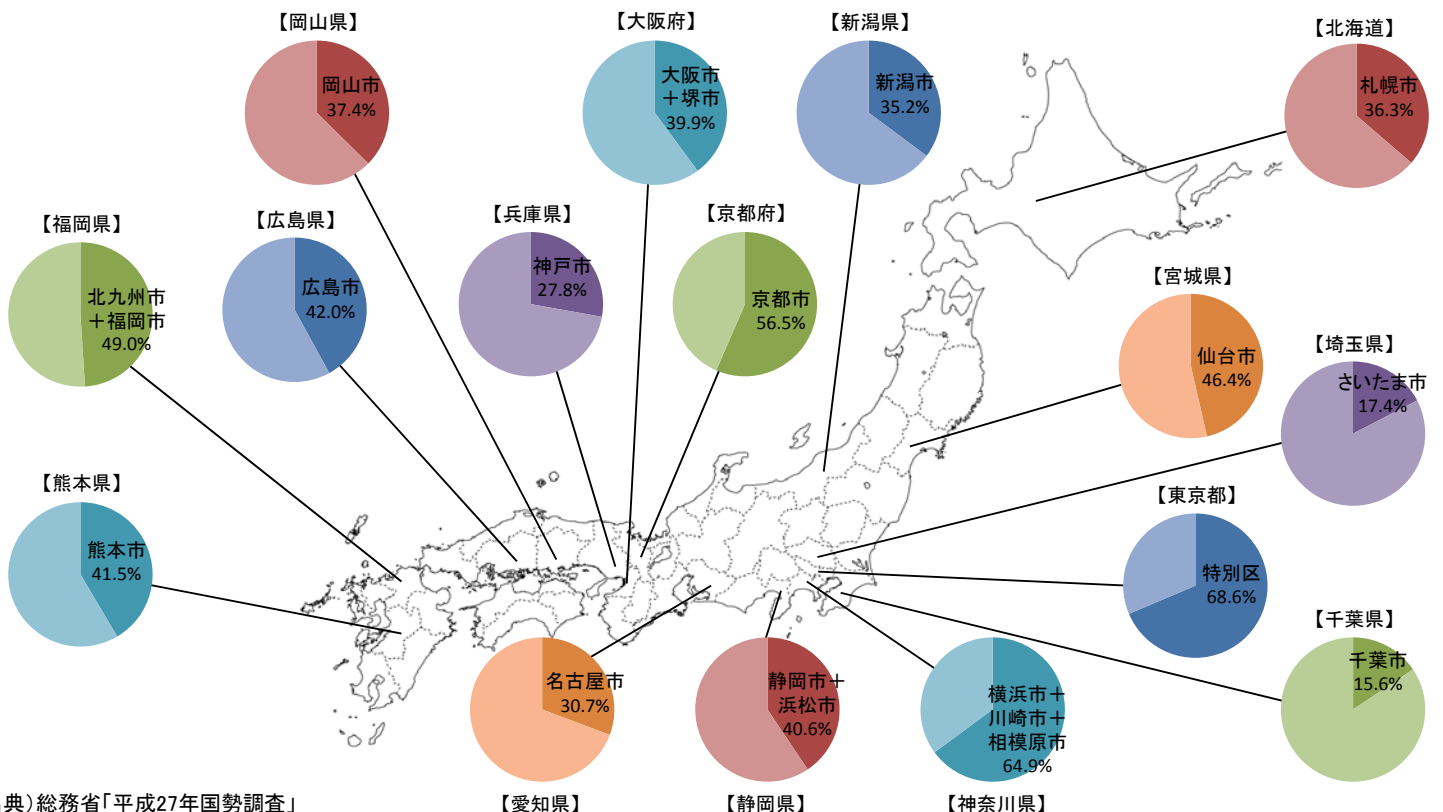 【岡山県】
岡山市
37.4%
【大阪府】
大阪市
＋堺市
39.9%
【新潟県】
新潟市
35.2%
【北海道】
札幌市
36.3%
【福岡県】
北九州市
＋福岡市
49.0%
【広島県】
広島市
42.0%
【兵庫県】
神戸市
27.8%
【京都府】
京都市
56.5%
【宮城県】
仙台市
46.4%
【埼玉県】
さいたま市
17.4%
【熊本県】
熊本市
41.5%
【東京都】
特別区
68.6%
【千葉県】
千葉市
15.6%
名古屋市
30.7%
【愛知県】
静岡市＋
浜松市
40.6%
【静岡県】
横浜市＋
川崎市＋
相模原市
64.9%
【神奈川県】
典）総務省「平成27年国勢調査」